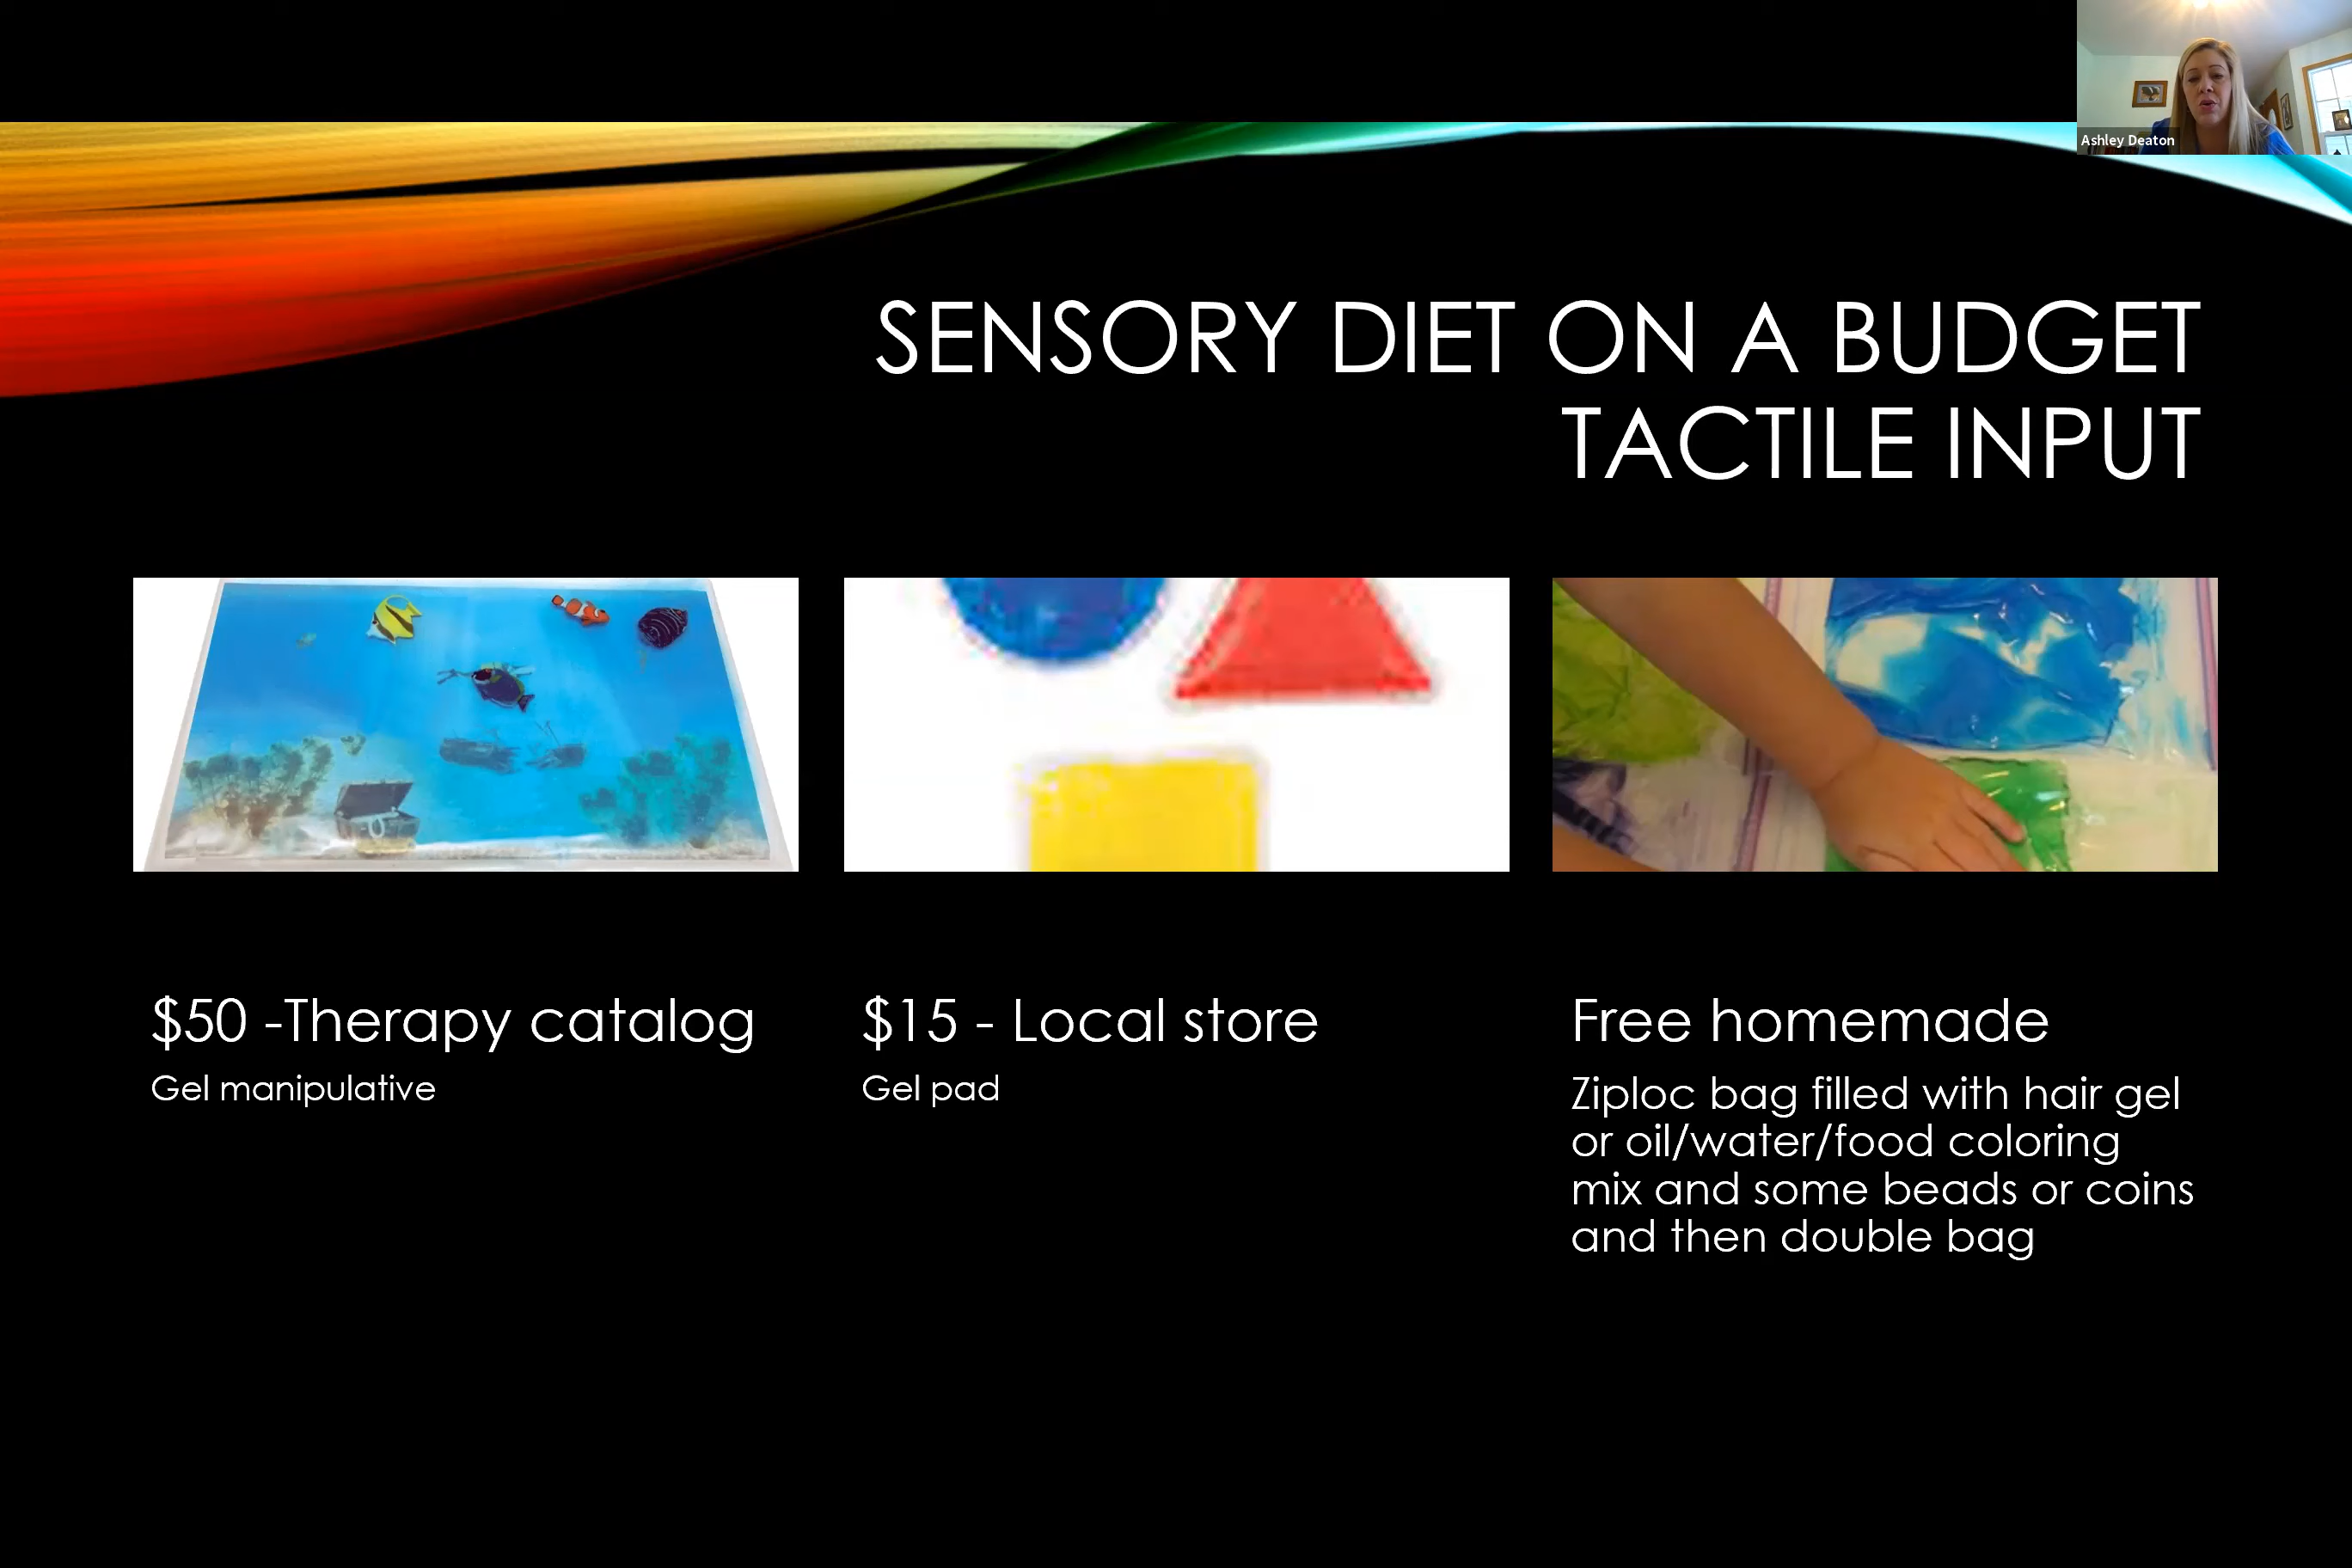 Ashley Deaton
SENSORY DIET ON A BUDGET
TACTILE INPUT
$50 -Therapy catalog
Gel manipulative
$15 - Local store
Gel pad
Free homemade
Ziploc bag filled with hair gel
or oil/water/food coloring
mix and some beads or coins
and then double bag